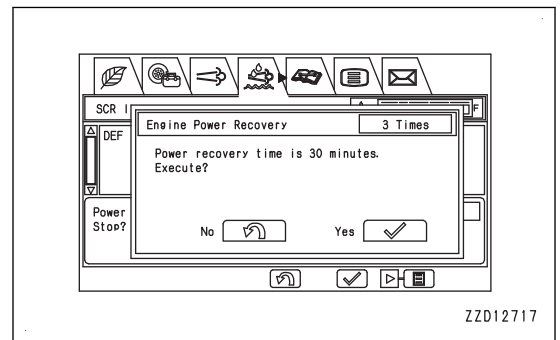 SCR I
F
Engine Power Recovery 3 Times
DEF
Power recovery time is 30 minutes.
Execute?
Power
Stop?
No Yes
ZZD12717